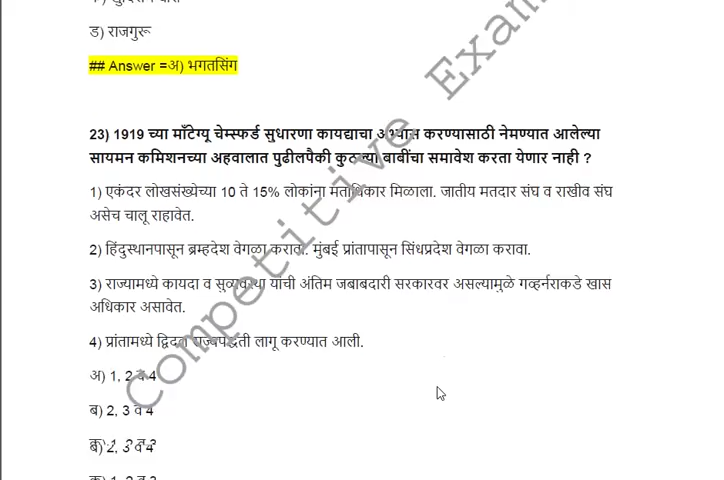 ड) राजगुरू
## Answer =अ) भगतसिंग
23) 1919 च्या माँटेग्यू चेम्स्फर्ड सुधारणा कायद्याचा अभ्यास करण्यासाठी नेमण्यात आलेल्या
सायमन कमिशनच्या अहवालात पुढीलपैकी कुठल्या बाबींचा समावेश करता येणार नाही ?
1) एकंदर लोखसंख्येच्या 10 ते 15% लोकांना मताधिकार मिळाला. जातीय मतदार संघ व राखीव संघ
असेच चालू राहावेत.
2) हिंदुस्थानपासून ब्रम्हदेश वेगळा करावा. मुंबई प्रांतापासून सिंधप्रदेश वेगळा करावा.
3) राज्यामध्ये कायदा व सुव्यवस्था यांची अंतिम जबाबदारी सरकारवर असल्यामुळे गव्हर्नराकडे खास
अधिकार असावेत.
4) प्रांतामध्ये द्विदल राज्यपद्धती लागू करण्यात आली.
अ) 1, 2 व 4
ब) 2, 3 व 4
ब) 2, 3 व 4
Competitive Exam